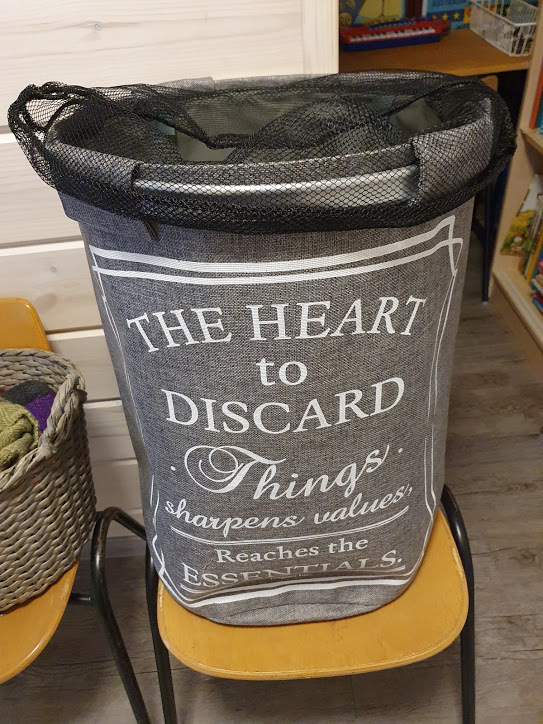 THE HEART
to
DISCARD
· Things ·
sharpens values,
Reaches the
ESSENTIALS.